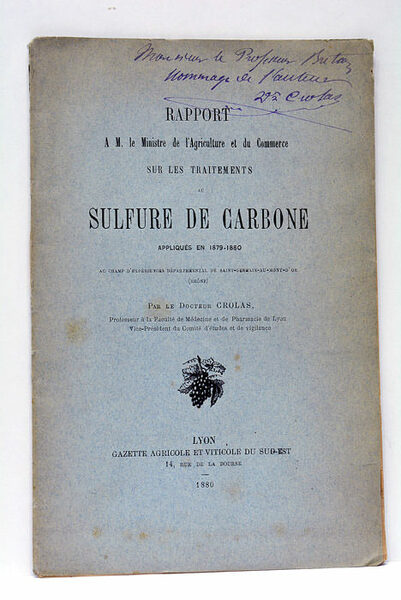 Monsieur le Professeur
Hommage de l'auteur
Dr Crolas
RAPPORT
A M. le Ministre de l'Agriculture et du Commerce
SUR LES TRAITEMENTS
AU
SULFURE DE CARBONE
APPLIQUÉS EN 1879-1880
AU CHAMP D'EXPÉRIENCES DÉPARTEMENTAL DE SAINT-GERMAIN-AU-MONT-D'OR
(RHÔNE)
PAR LE DOCTEUR CROLAS,
Professeur à la Faculté de Médecine et de Pharmacie de Lyon
Vice-Président du Comité d'études et de vigilance
LYON
GAZETTE AGRICOLE ET VITICOLE DU SUD-EST
14, RUE DE LA BOURSE
1880